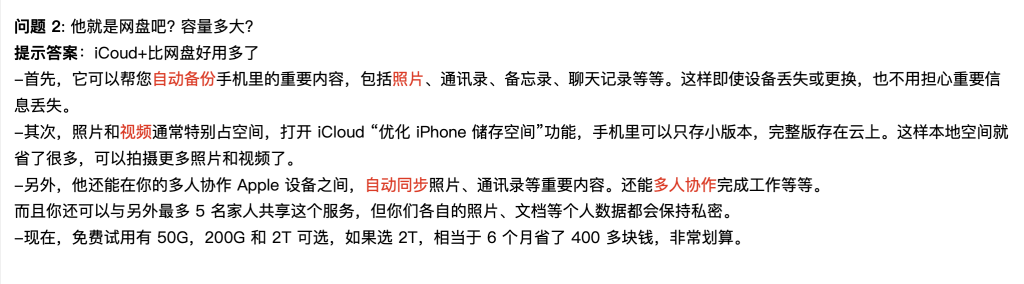 问题 2: 他就是网盘吧? 容量多大?
提示答案：iCoud+比网盘好用多了
–首先，它可以帮您自动备份手机里的重要内容，包括照片、通讯录、备忘录、聊天记录等等。这样即使设备丢失或更换，也不用担心重要信
息丢失。
–其次，照片和视频通常特别占空间，打开 iCloud “优化 iPhone 储存空间”功能，手机里可以只存小版本，完整版存在云上。这样本地空间就
省了很多，可以拍摄更多照片和视频了。
–另外，他还能在你的多人协作 Apple 设备之间，自动同步照片、通讯录等重要内容。还能多人协作完成工作等等。
而且你还可以与另外最多 5 名家人共享这个服务，但你们各自的照片、文档等个人数据都会保持私密。
–现在，免费试用有 50G，200G 和 2T 可选，如果选 2T，相当于 6 个月省了 400 多块钱，非常划算。